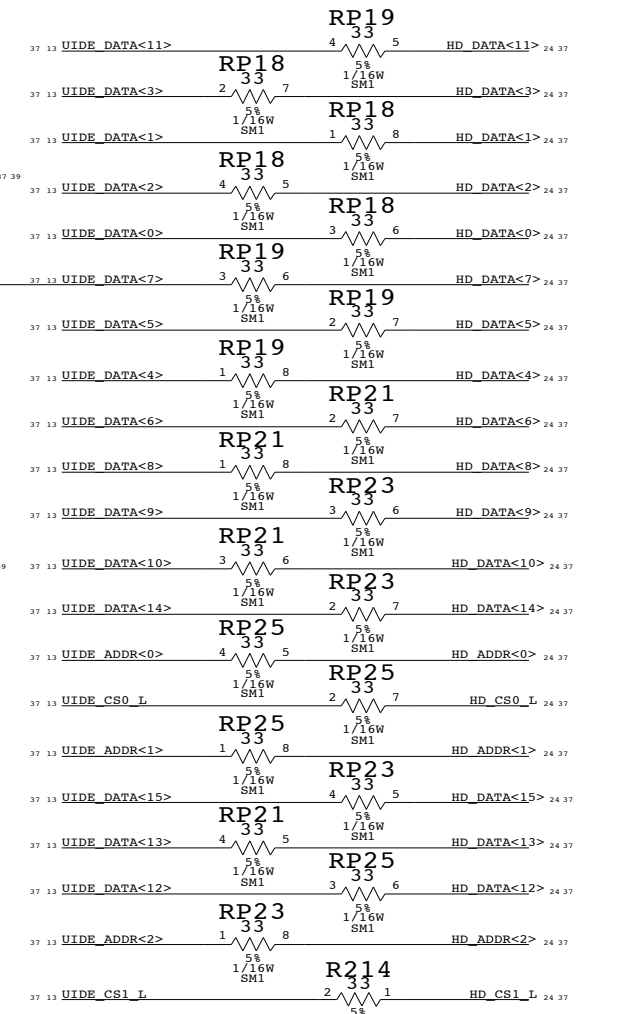 RP19
33
37 13 UIDE_DATA<11> 4 5 HD_DATA<11> 24 37
5%
1/16W
SM1
RP18
33
37 13 UIDE_DATA<3> 2 7 HD_DATA<3> 24 37
5%
1/16W
SM1
RP18
33
37 13 UIDE_DATA<1> 1 8 HD_DATA<1> 24 37
5%
1/16W
SM1
37 39
RP18
33
37 13 UIDE_DATA<2> 4 5 HD_DATA<2> 24 37
5%
1/16W
SM1
RP18
33
37 13 UIDE_DATA<0> 3 6 HD_DATA<0> 24 37
5%
1/16W
SM1
RP19
33
37 13 UIDE_DATA<7> 3 6 HD_DATA<7> 24 37
5%
1/16W
SM1
RP19
33
37 13 UIDE_DATA<5> 2 7 HD_DATA<5> 24 37
5%
1/16W
SM1
RP19
33
37 13 UIDE_DATA<4> 1 8 HD_DATA<4> 24 37
5%
1/16W
SM1
RP21
33
37 13 UIDE_DATA<6> 2 7 HD_DATA<6> 24 37
5%
1/16W
SM1
RP21
33
37 13 UIDE_DATA<8> 1 8 HD_DATA<8> 24 37
5%
1/16W
SM1
RP23
33
37 13 UIDE_DATA<9> 3 6 HD_DATA<9> 24 37
5%
1/16W
SM1
RP21
33
39 37 13 UIDE_DATA<10> 3 6 HD_DATA<10> 24 37
5%
1/16W
SM1
RP23
33
37 13 UIDE_DATA<14> 2 7 HD_DATA<14> 24 37
5%
1/16W
SM1
RP25
33
37 13 UIDE_ADDR<0> 4 5 HD_ADDR<0> 24 37
5%
1/16W
SM1
RP25
33
37 13 UIDE_CS0_L 2 7 HD_CS0_L 24 37
5%
1/16W
SM1
RP25
33
37 13 UIDE_ADDR<1> 1 8 HD_ADDR<1> 24 37
5%
1/16W
SM1
RP23
33
37 13 UIDE_DATA<15> 4 5 HD_DATA<15> 24 37
5%
1/16W
SM1
RP21
33
37 13 UIDE_DATA<13> 4 5 HD_DATA<13> 24 37
5%
1/16W
SM1
RP25
33
37 13 UIDE_DATA<12> 3 6 HD_DATA<12> 24 37
5%
1/16W
SM1
RP23
33
37 13 UIDE_ADDR<2> 1 8 HD_ADDR<2> 24 37
5%
1/16W
SM1
R214
33
37 13 UIDE_CS1_L 2 1 HD_CS1_L 24 37
5%